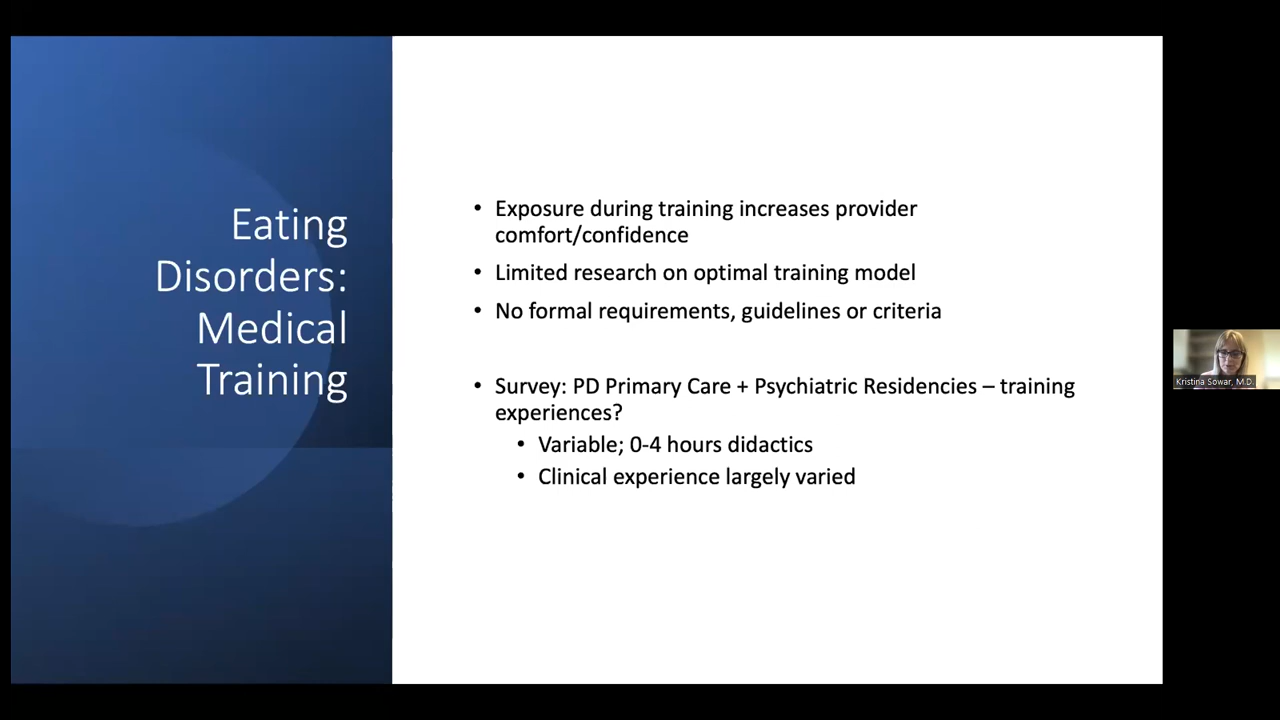 Eating
Disorders:
Medical
Training
• Exposure during training increases provider
comfort/confidence
• Limited research on optimal training model
• No formal requirements, guidelines or criteria
• Survey: PD Primary Care + Psychiatric Residencies – training
experiences?
• Variable; 0-4 hours didactics
• Clinical experience largely varied
Kristina Sowar, M.D.